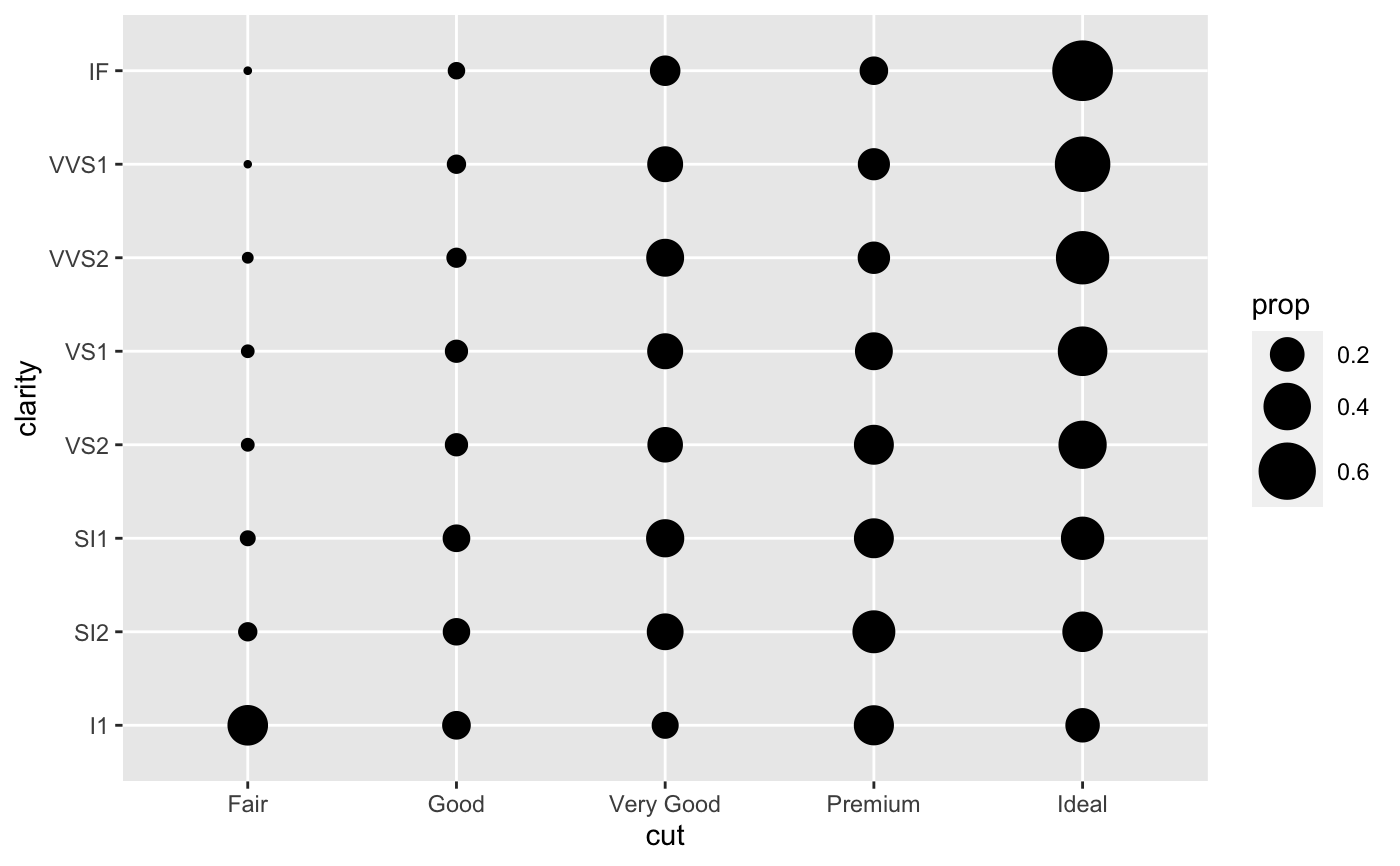 IF
VVS1
VVS2
VS1
VS2
SI1
SI2
I1
clarity
Fair Good Very Good Premium Ideal
cut
prop
0.2
0.4
0.6